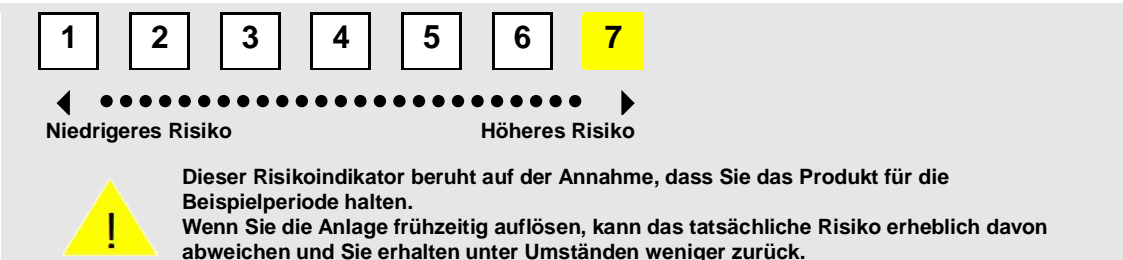 1 2 3 4 5 6 7
Niedrigeres Risiko Höheres Risiko
Dieser Risikoindikator beruht auf der Annahme, dass Sie das Produkt für die
Beispielperiode halten.
Wenn Sie die Anlage frühzeitig auflösen, kann das tatsächliche Risiko erheblich davon
abweichen und Sie erhalten unter Umständen weniger zurück.
!